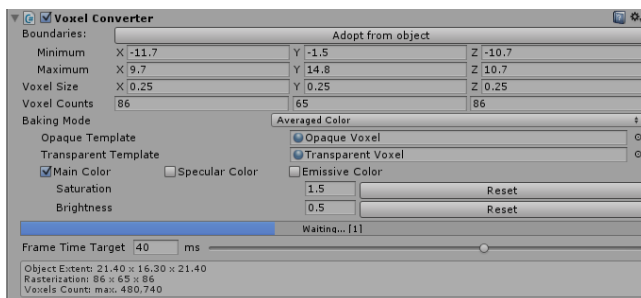 Voxel Converter
Boundaries: Adopt from object
Minimum X -11.7 Y -1.5 Z -10.7
Maximum X 9.7 Y 14.8 Z 10.7
Voxel Size X 0.25 Y 0.25 Z 0.25
Voxel Counts 86 65 86
Baking Mode Averaged Color
Opaque Template Opaque Voxel
Transparent Template Transparent Voxel
Main Color Specular Color Emissive Color
Saturation 1.5 Reset
Brightness 0.5 Reset
Waiting... [1]
Frame Time Target 40 ms
Object Extent: 21.40 x 16.30 x 21.40
Rasterization: 86 x 65 x 86
Voxels Count: max. 480,740